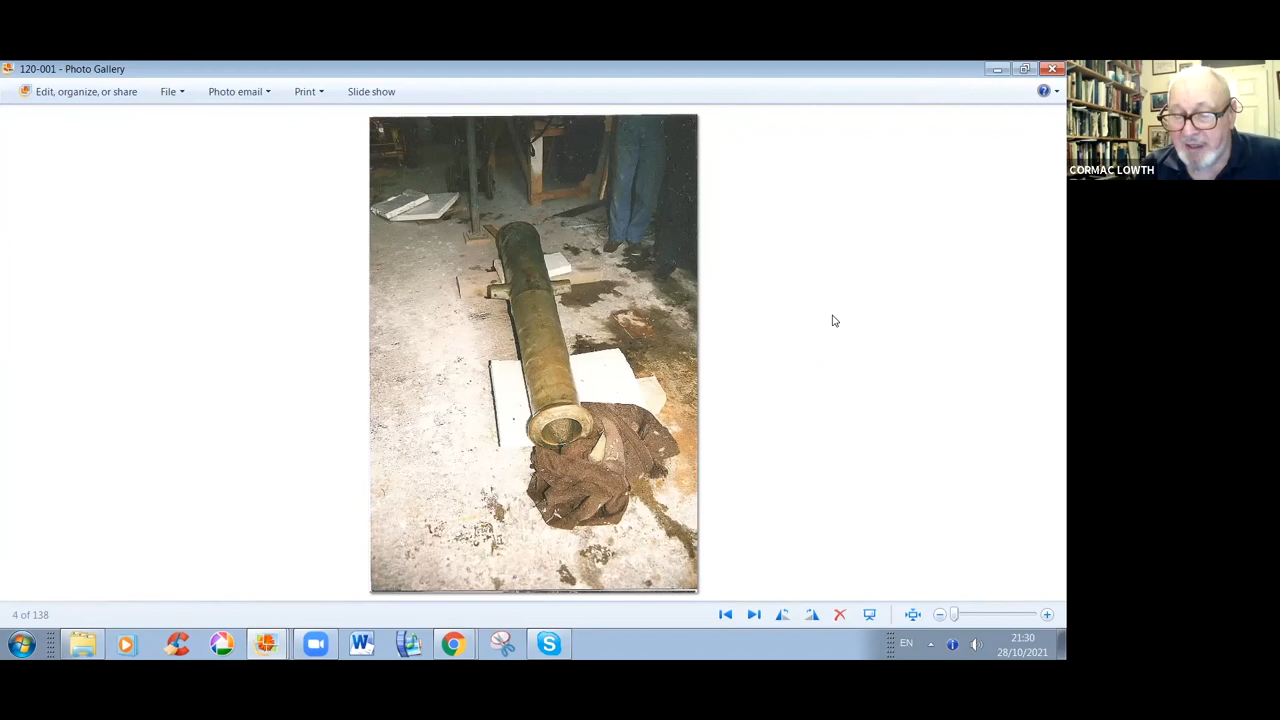 120-001 - Photo Gallery
Edit, organize, or share File Photo email Print Slide show
CORMAC LOWTH
4 of 138
EN 21:30
28/10/2021